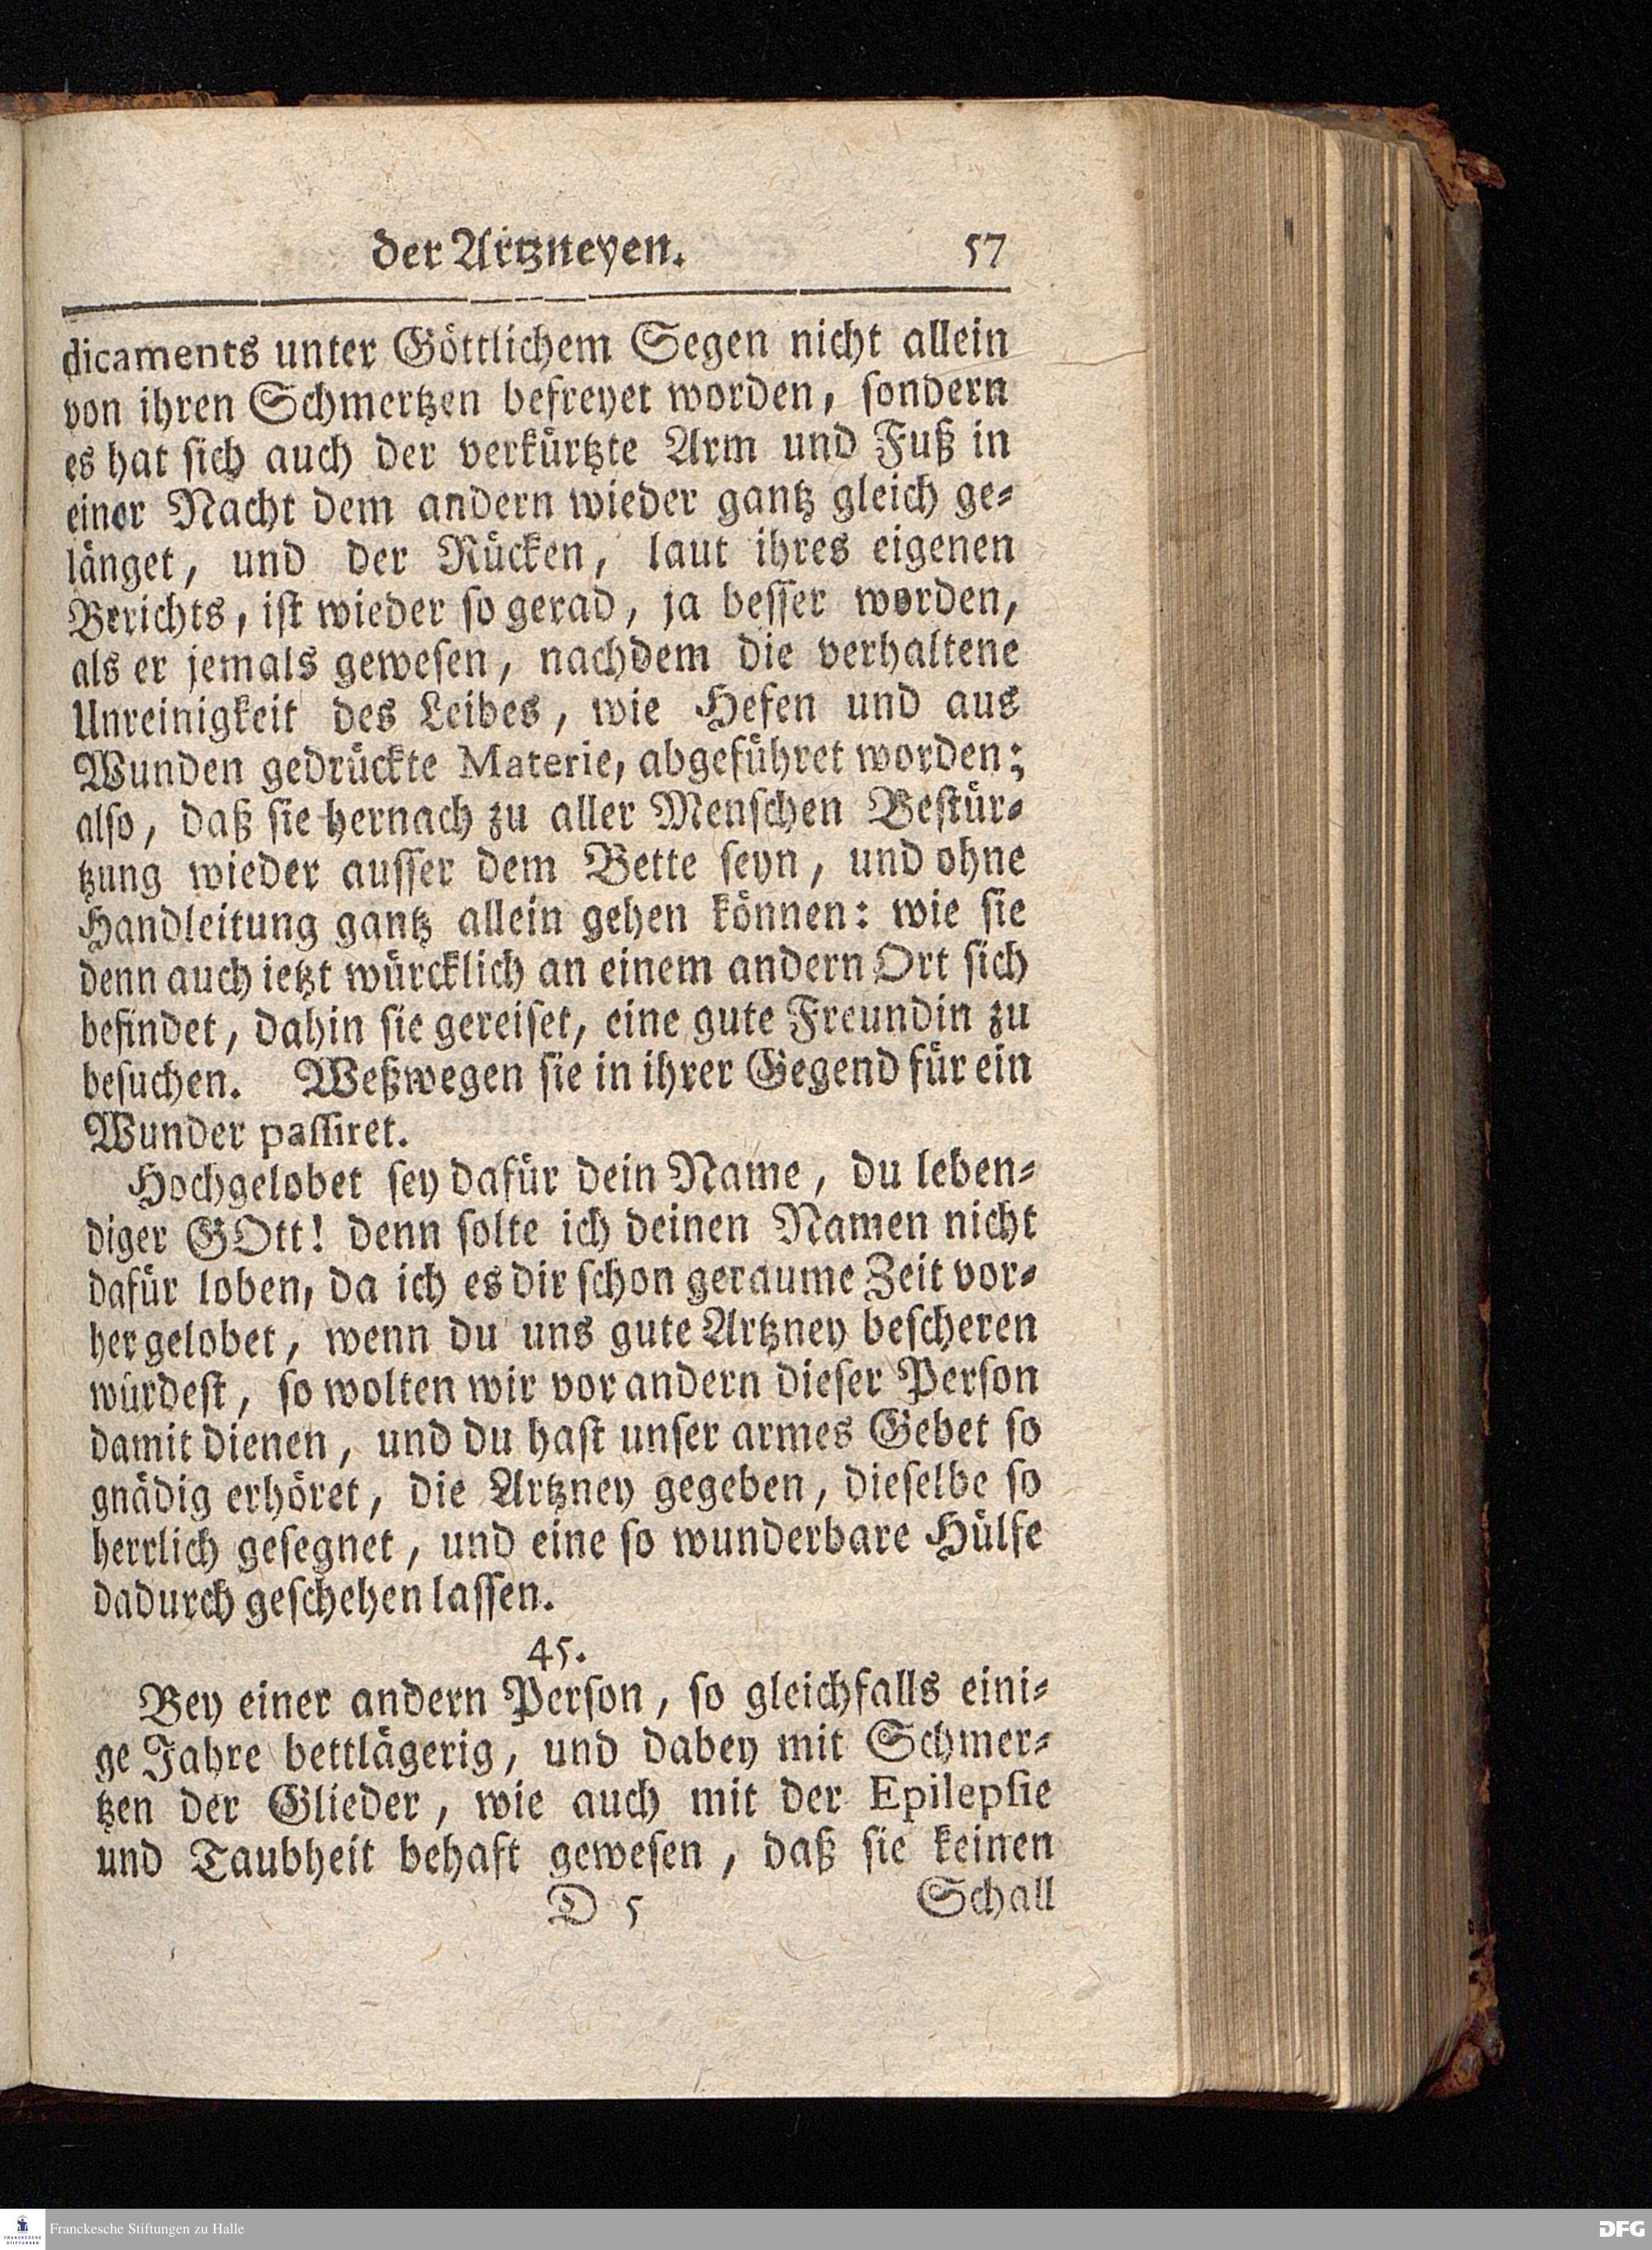 der Artzneyen. 57
dicaments unter Göttlichem Segen nicht allein
von ihren Schmertzen befreyet worden, sondern
es hat sich auch der verkürtzte Arm und Fuß in
einer Nacht dem andern wieder gantz gleich ge-
länget, und der Rücken, laut ihres eigenen
Berichts, ist wieder so gerad, ja besser worden,
als er jemals gewesen, nachdem die verhaltene
Unreinigkeit des Leibes, wie Hefen und aus
Wunden gedrückte Materie, abgeführet worden;
also, daß sie hernach zu aller Menschen Bestür-
tzung wieder ausser dem Bette seyn, und ohne
Handleitung gantz allein gehen können: wie sie
denn auch ietzt würcklich an einem andern Ort sich
befindet, dahin sie gereiset, eine gute Freundin zu
besuchen. Weßwegen sie in ihrer Gegend für ein
Wunder passiret.
Hochgelobet sey dafür dein Name, du leben-
diger GOtt! denn solte ich deinen Namen nicht
dafür loben, da ich es dir schon geraume Zeit vor-
her gelobet, wenn du uns gute Artzney bescheren
würdest, so wolten wir vor andern dieser Person
damit dienen, und du hast unser armes Gebet so
gnädig erhöret, die Artzney gegeben, dieselbe so
herrlich gesegnet, und eine so wunderbare Hülfe
dadurch geschehen lassen.
45.
Bey einer andern Person, so gleichfalls eini-
ge Jahre bettlägerig, und dabey mit Schmer-
tzen der Glieder, wie auch mit der Epilepsie
und Taubheit behaft gewesen, daß sie keinen
D 5 Schall
Franckesche Stiftungen zu Halle
DFG
FRANCKESCHE
STIFTUNGEN